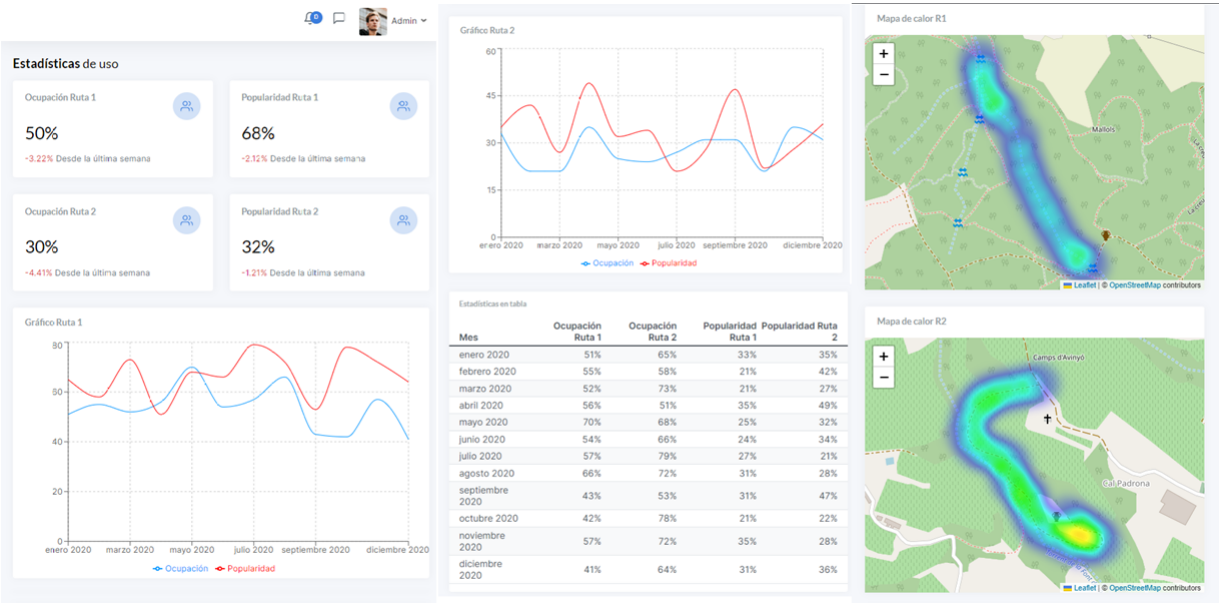 0
Admin
Estadísticas de uso
Ocupación Ruta 1
50%
-3.22% Desde la última semana
Popularidad Ruta 1
68%
-2.12% Desde la última semana
Ocupación Ruta 2
30%
-4.41% Desde la última semana
Popularidad Ruta 2
32%
-1.21% Desde la última semana
Gráfico Ruta 1
80
60
40
20
0
enero 2020 marzo 2020 mayo 2020 julio 2020 septiembre 2020 diciembre 2020
Ocupación Popularidad
Gráfico Ruta 2
60
45
30
15
0
enero 2020 marzo 2020 mayo 2020 julio 2020 septiembre 2020 diciembre 2020
Ocupación Popularidad
Estadísticas en tabla
Ocupación Ocupación Popularidad Popularidad Ruta
Mes Ruta 1 Ruta 2 Ruta 1 2
enero 2020 51% 65% 33% 35%
febrero 2020 55% 58% 21% 42%
marzo 2020 52% 73% 21% 27%
abril 2020 56% 51% 35% 49%
mayo 2020 70% 68% 25% 32%
junio 2020 54% 66% 24% 34%
julio 2020 57% 79% 27% 21%
agosto 2020 66% 72% 31% 28%
septiembre
2020 43% 53% 31% 47%
octubre 2020 42% 78% 21% 22%
noviembre
2020 57% 72% 35% 28%
diciembre
2020 41% 64% 31% 36%
Mapa de calor R1
+
−
Mallols
Leaflet | © OpenStreetMap contributors
Mapa de calor R2
+
−
Camps d'Avinyó
Cal Padrona
Leaflet | © OpenStreetMap contributors